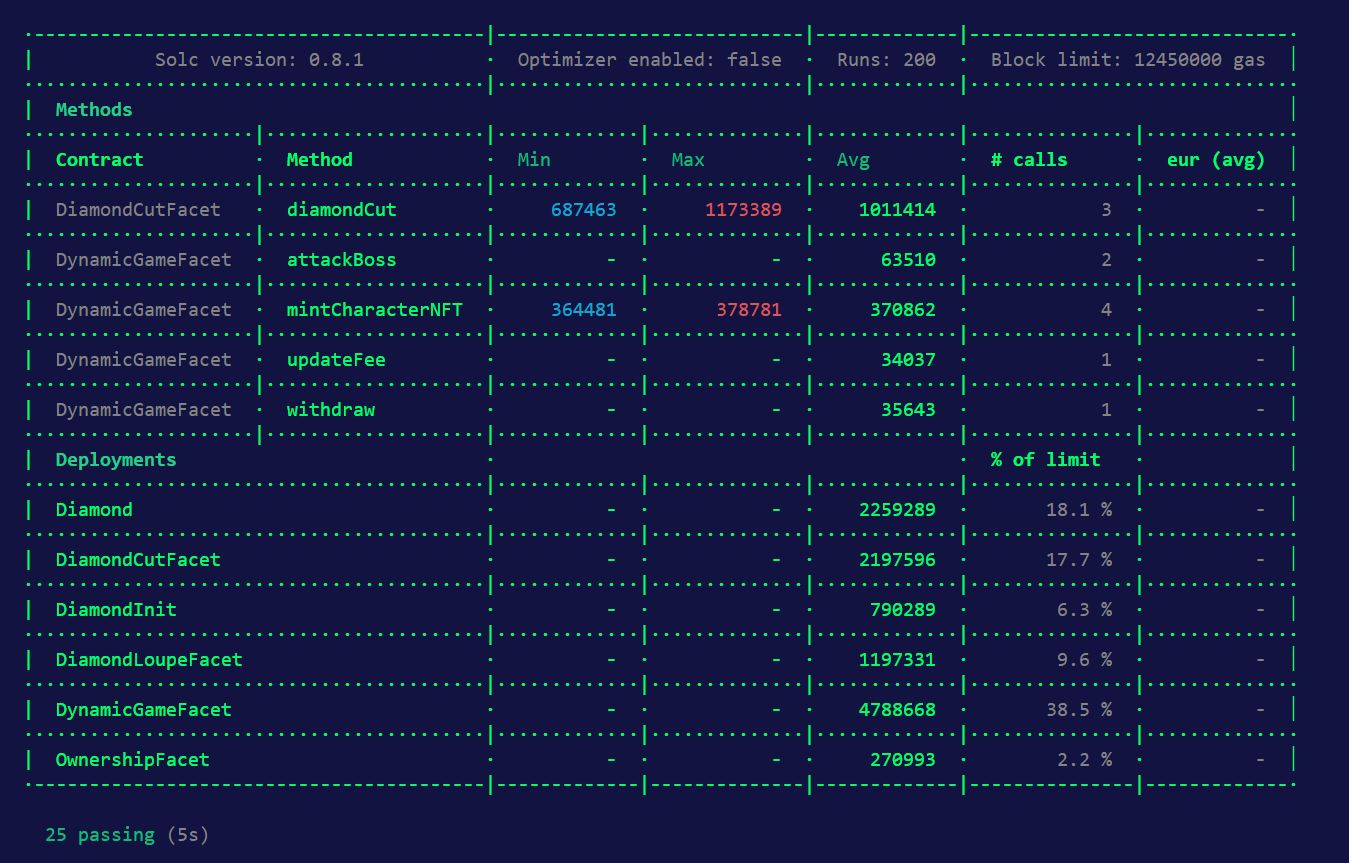 Solc version: 0.8.1 · Optimizer enabled: false · Runs: 200 · Block limit: 12450000 gas
Methods
Contract · Method · Min · Max · Avg · # calls · eur (avg)
DiamondCutFacet · diamondCut · 687463 · 1173389 · 1011414 · 3 · -
DynamicGameFacet · attackBoss · - · - · 63510 · 2 · -
DynamicGameFacet · mintCharacterNFT · 364481 · 378781 · 370862 · 4 · -
DynamicGameFacet · updateFee · - · - · 34037 · 1 · -
DynamicGameFacet · withdraw · - · - · 35643 · 1 · -
Deployments · · % of limit ·
Diamond · - · - · 2259289 · 18.1 % · -
DiamondCutFacet · - · - · 2197596 · 17.7 % · -
DiamondInit · - · - · 790289 · 6.3 % · -
DiamondLoupeFacet · - · - · 1197331 · 9.6 % · -
DynamicGameFacet · - · - · 4788668 · 38.5 % · -
OwnershipFacet · - · - · 270993 · 2.2 % · -
25 passing (5s)